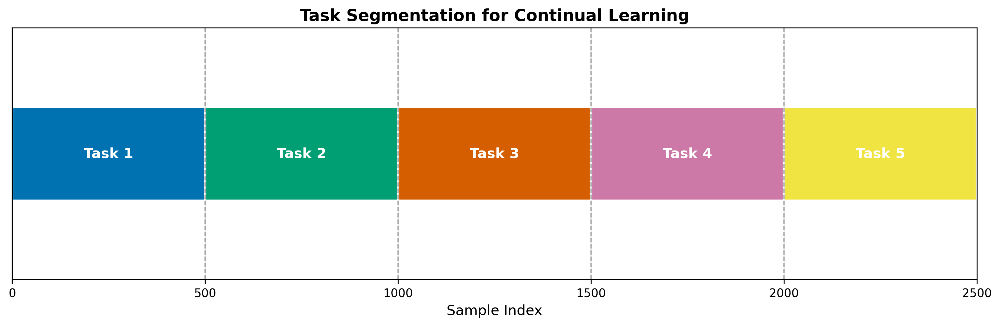 Task Segmentation for Continual Learning
Task 1 Task 2 Task 3 Task 4 Task 5
0 500 1000 1500 2000 2500
Sample Index